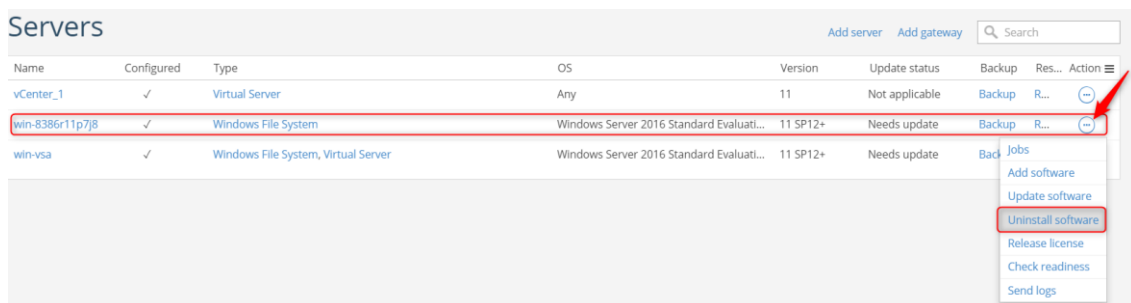 Servers
Add server Add gateway Search
Name Configured Type OS Version Update status Backup Res... Action
vCenter_1 ✓ Virtual Server Any 11 Not applicable Backup R...
win-8386r11p7j8 ✓ Windows File System Windows Server 2016 Standard Evaluati... 11 SP12+ Needs update Backup R...
win-vsa ✓ Windows File System, Virtual Server Windows Server 2016 Standard Evaluati... 11 SP12+ Needs update Back
Jobs
Add software
Update software
Uninstall software
Release license
Check readiness
Send logs